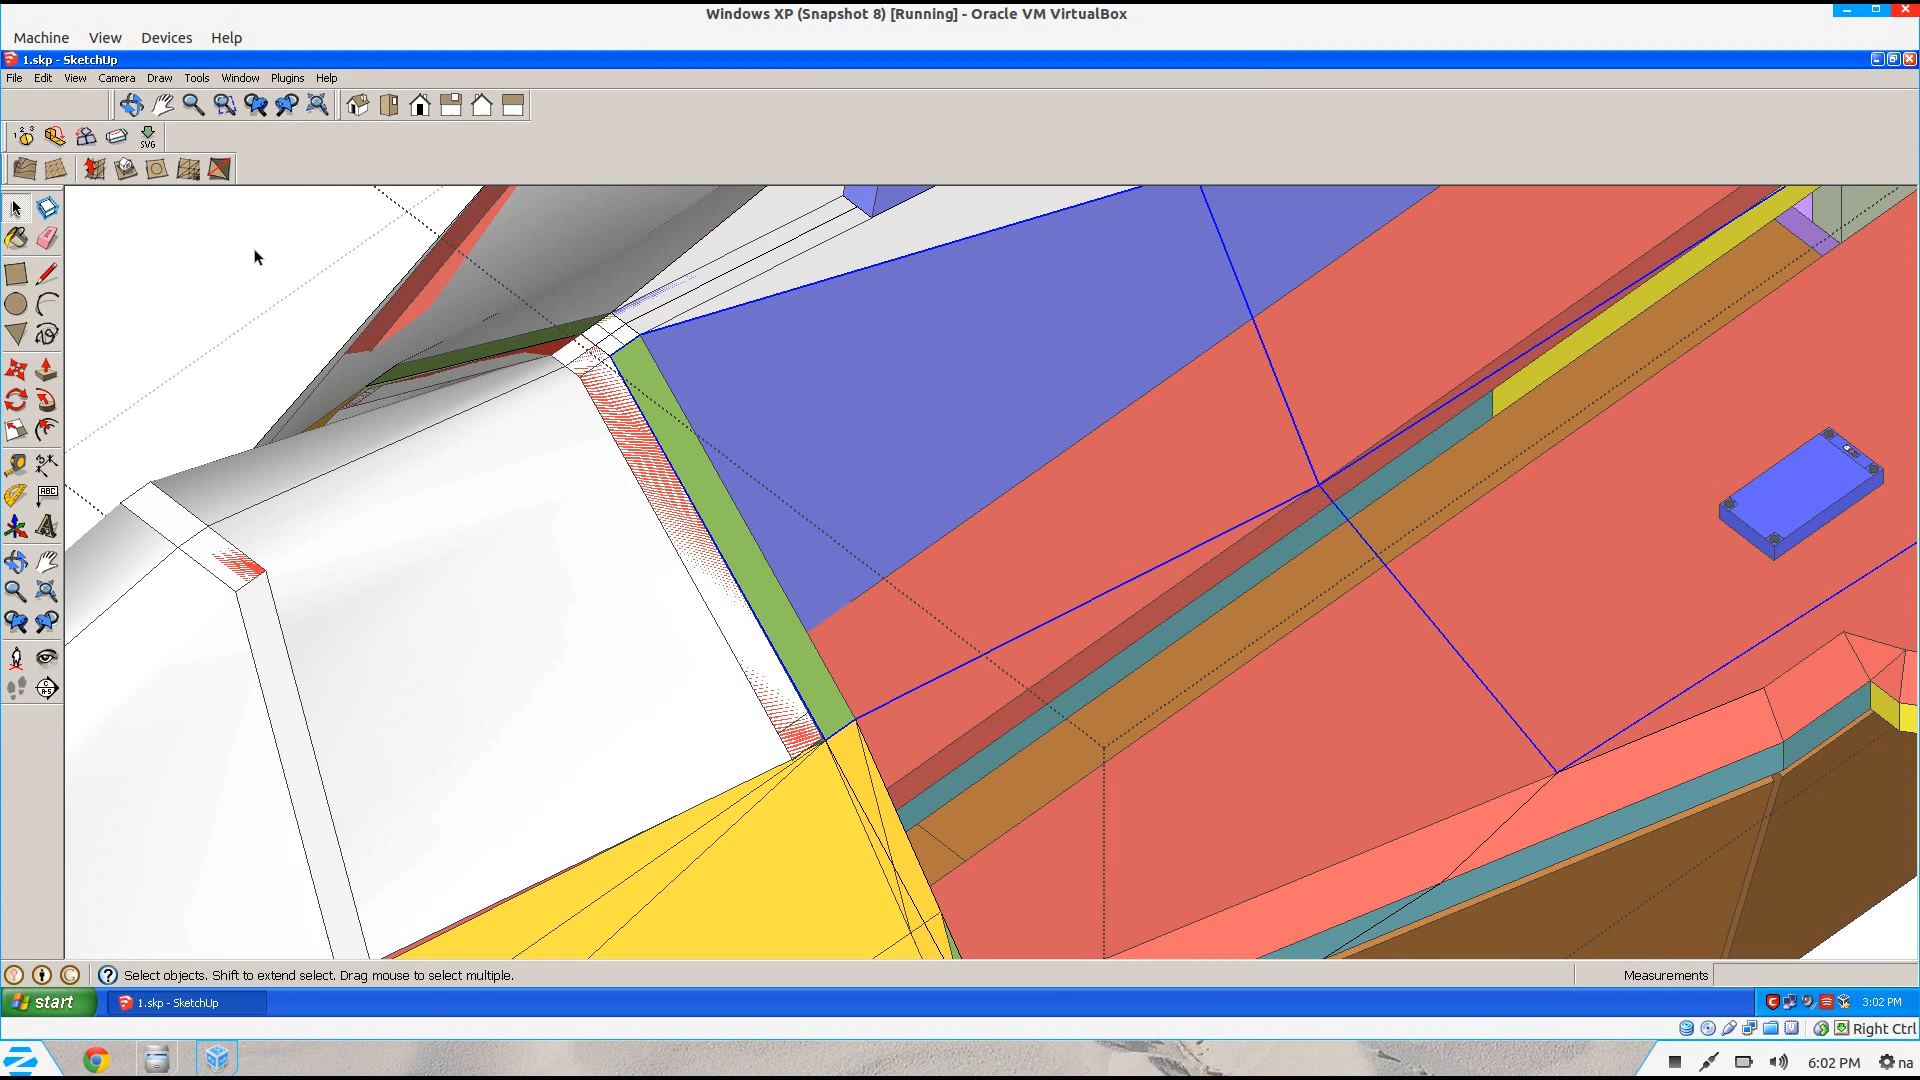 Windows XP (Snapshot 8) [Running] - Oracle VM VirtualBox
Machine View Devices Help
1.skp - SketchUp
File Edit View Camera Draw Tools Window Plugins Help
SVG
ABC
Select objects. Shift to extend select. Drag mouse to select multiple.
Measurements
start
1.skp - SketchUp
3:02 PM
Right Ctrl
6:02 PM
na